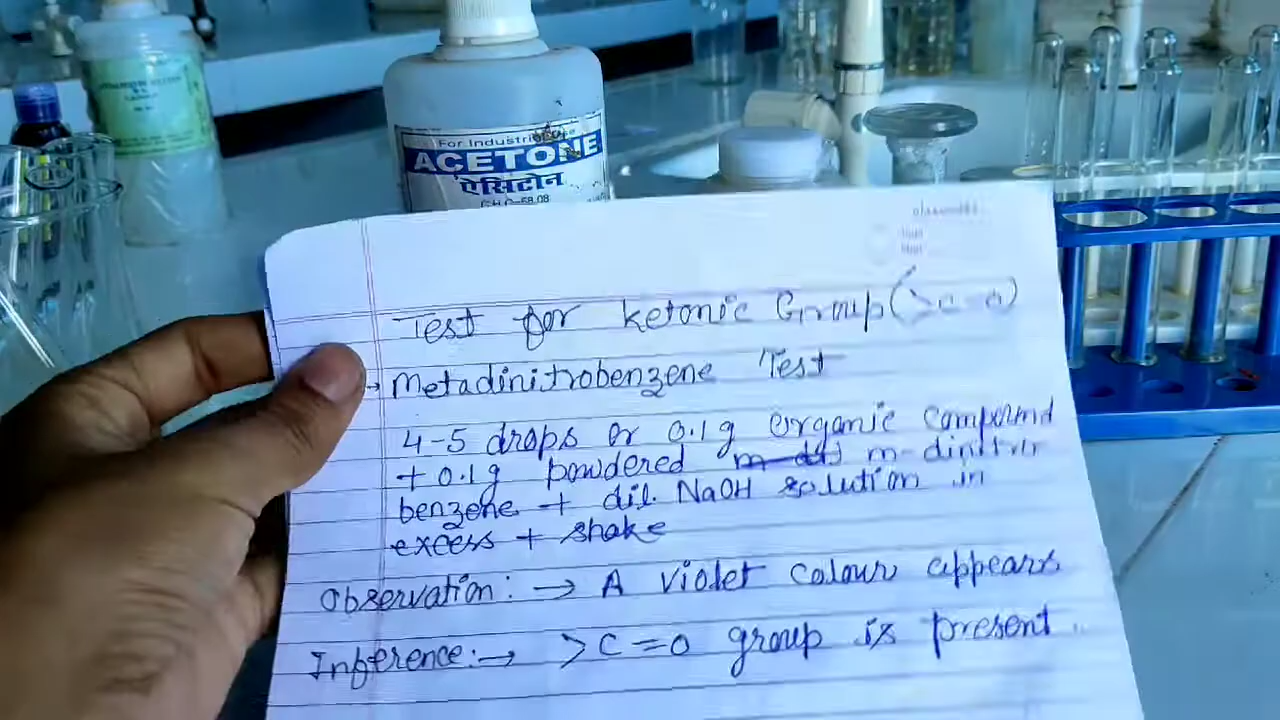 For Industrial Use
ACETONE
ऐसिटोन
Test for ketonic Group (>c=o)
→ Metadinitrobenzene Test
4-5 drops or 0.1g organic compound
+ 0.1g powdered m-dinitro
benzene + dil. NaOH solution in
excess + shake
Observation: → A violet colour appears
Inference: → >C=O group is present.